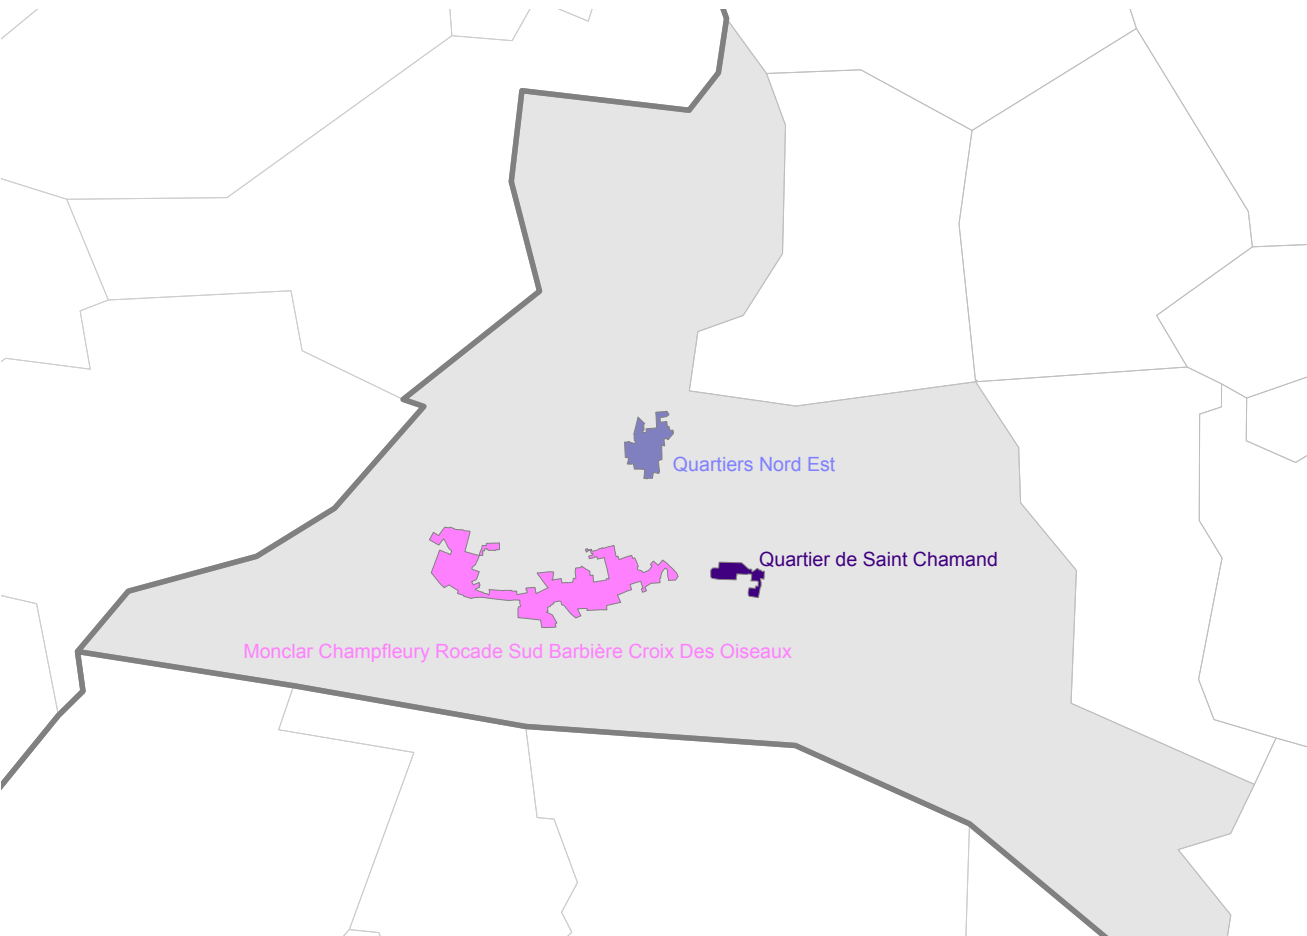 Quartiers Nord Est
Quartier de Saint Chamand
Monclar Champfleury Rocade Sud Barbière Croix Des Oiseaux